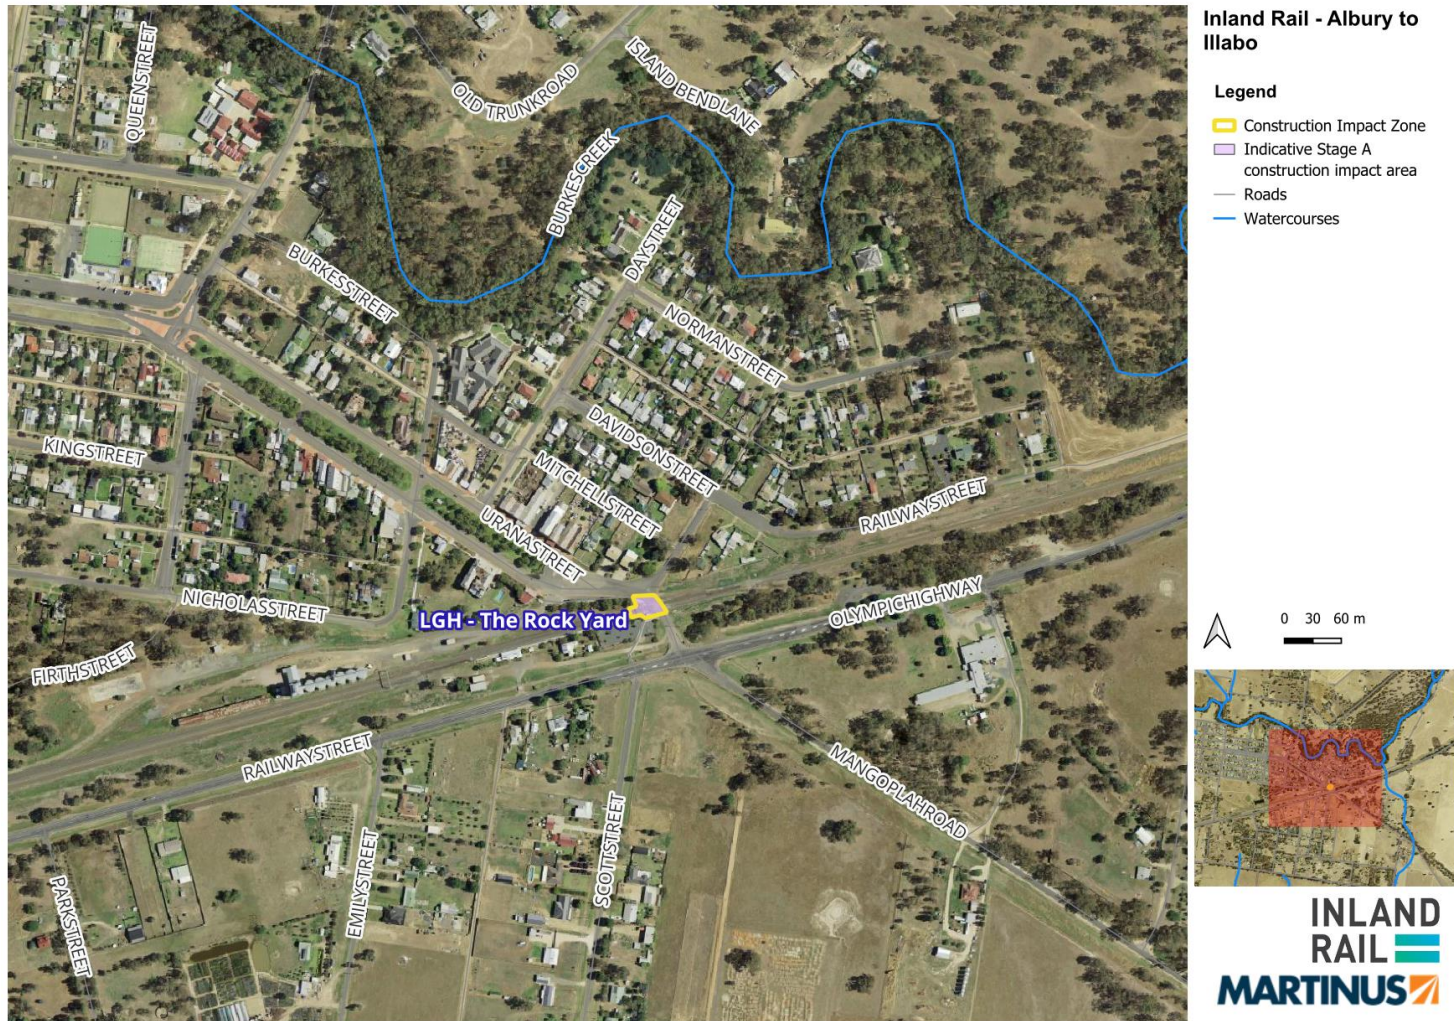 Inland Rail - Albury to
Illabo
Legend
Construction Impact Zone
Indicative Stage A
construction impact area
Roads
Watercourses
QUEENSTREET
OLD TRUNKROAD
ISLAND BENDLANE
BURKESCREEK
DAYSTREET
BURKESSTREET
NORMANSTREET
KINGSTREET
DAVIDSONSTREET
MITCHELLSTREET
URANASTREET
RAILWAYSTREET
NICHOLASSTREET
LGH - The Rock Yard
OLYMPICHIGHWAY
FIRTHSTREET
RAILWAYSTREET
MANGOPLAHROAD
SCOTTSTREET
EMILYSTREET
PARKSTREET
0 30 60 m
INLAND
RAIL
MARTINUS